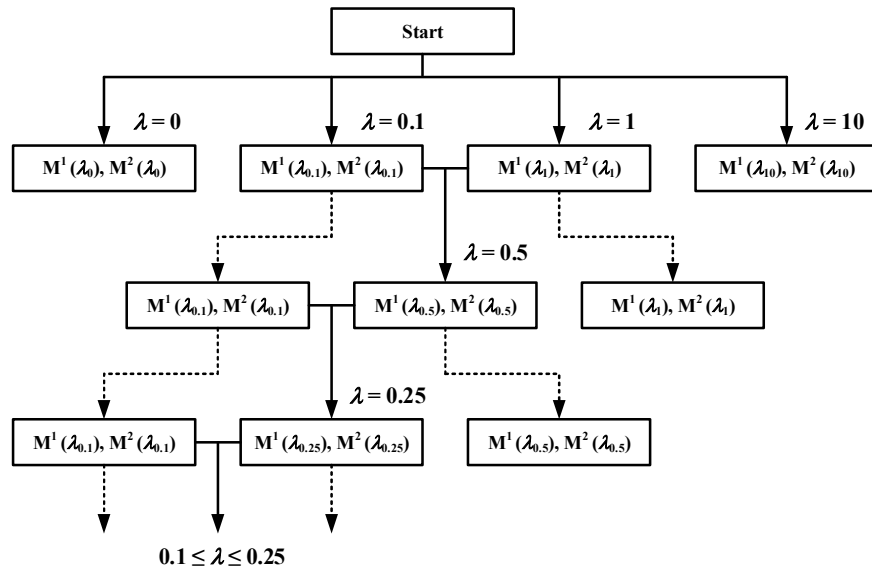 Start
λ = 0
λ = 0.1
λ = 1
λ = 10
M¹ (λ₀), M² (λ₀)
M¹ (λ₀.₁), M² (λ₀.₁)
M¹ (λ₁), M² (λ₁)
M¹ (λ₁₀), M² (λ₁₀)
λ = 0.5
M¹ (λ₀.₁), M² (λ₀.₁)
M¹ (λ₀.₅), M² (λ₀.₅)
M¹ (λ₁), M² (λ₁)
λ = 0.25
M¹ (λ₀.₁), M² (λ₀.₁)
M¹ (λ₀.₂₅), M² (λ₀.₂₅)
M¹ (λ₀.₅), M² (λ₀.₅)
0.1 ≤ λ ≤ 0.25